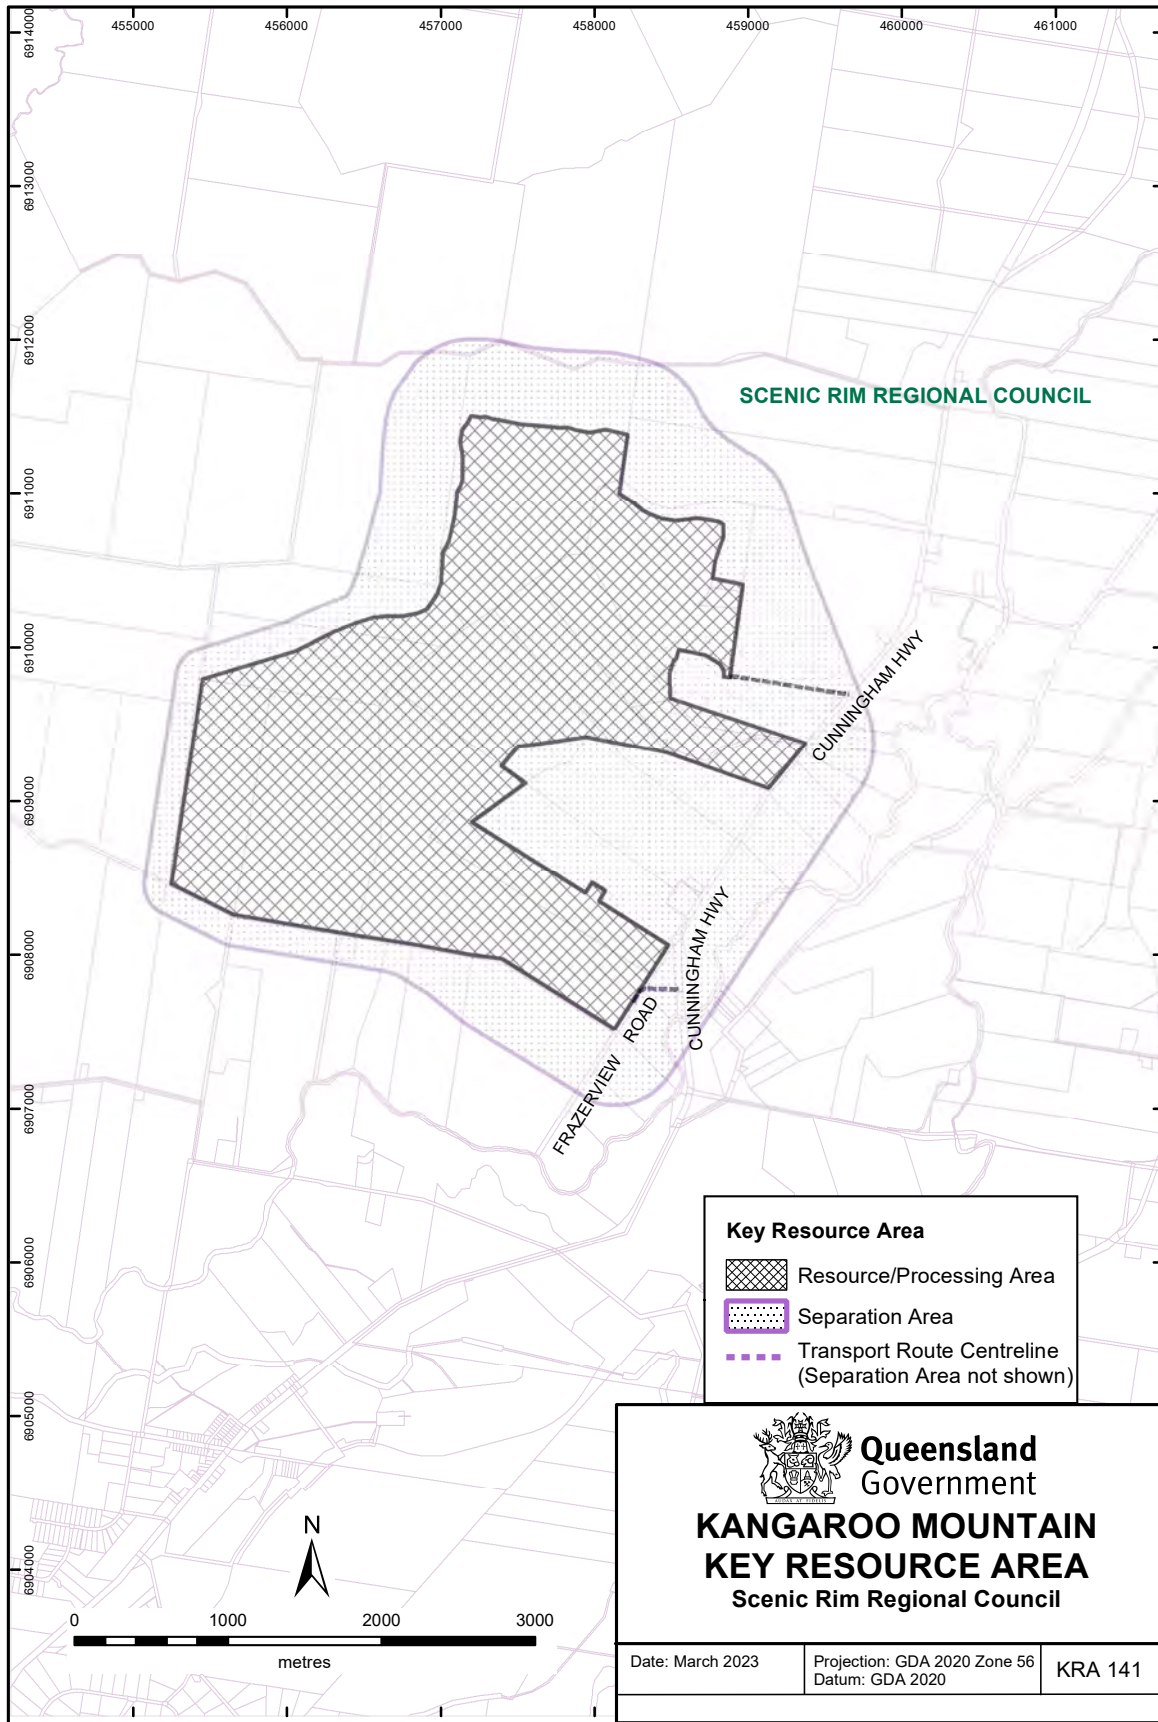 455000
456000
457000
458000
459000
460000
461000
6914000
6913000
6912000
6911000
6910000
6909000
6908000
6907000
6906000
6905000
6904000
SCENIC RIM REGIONAL COUNCIL
CUNNINGHAM HWY
CUNNINGHAM HWY
FRAZERVIEW ROAD
Key Resource Area
Resource/Processing Area
Separation Area
Transport Route Centreline
(Separation Area not shown)
N
0 1000 2000 3000
metres
AUDAX AT FIDELIS
Queensland
Government
KANGAROO MOUNTAIN
KEY RESOURCE AREA
Scenic Rim Regional Council
Date: March 2023
Projection: GDA 2020 Zone 56
Datum: GDA 2020
KRA 141